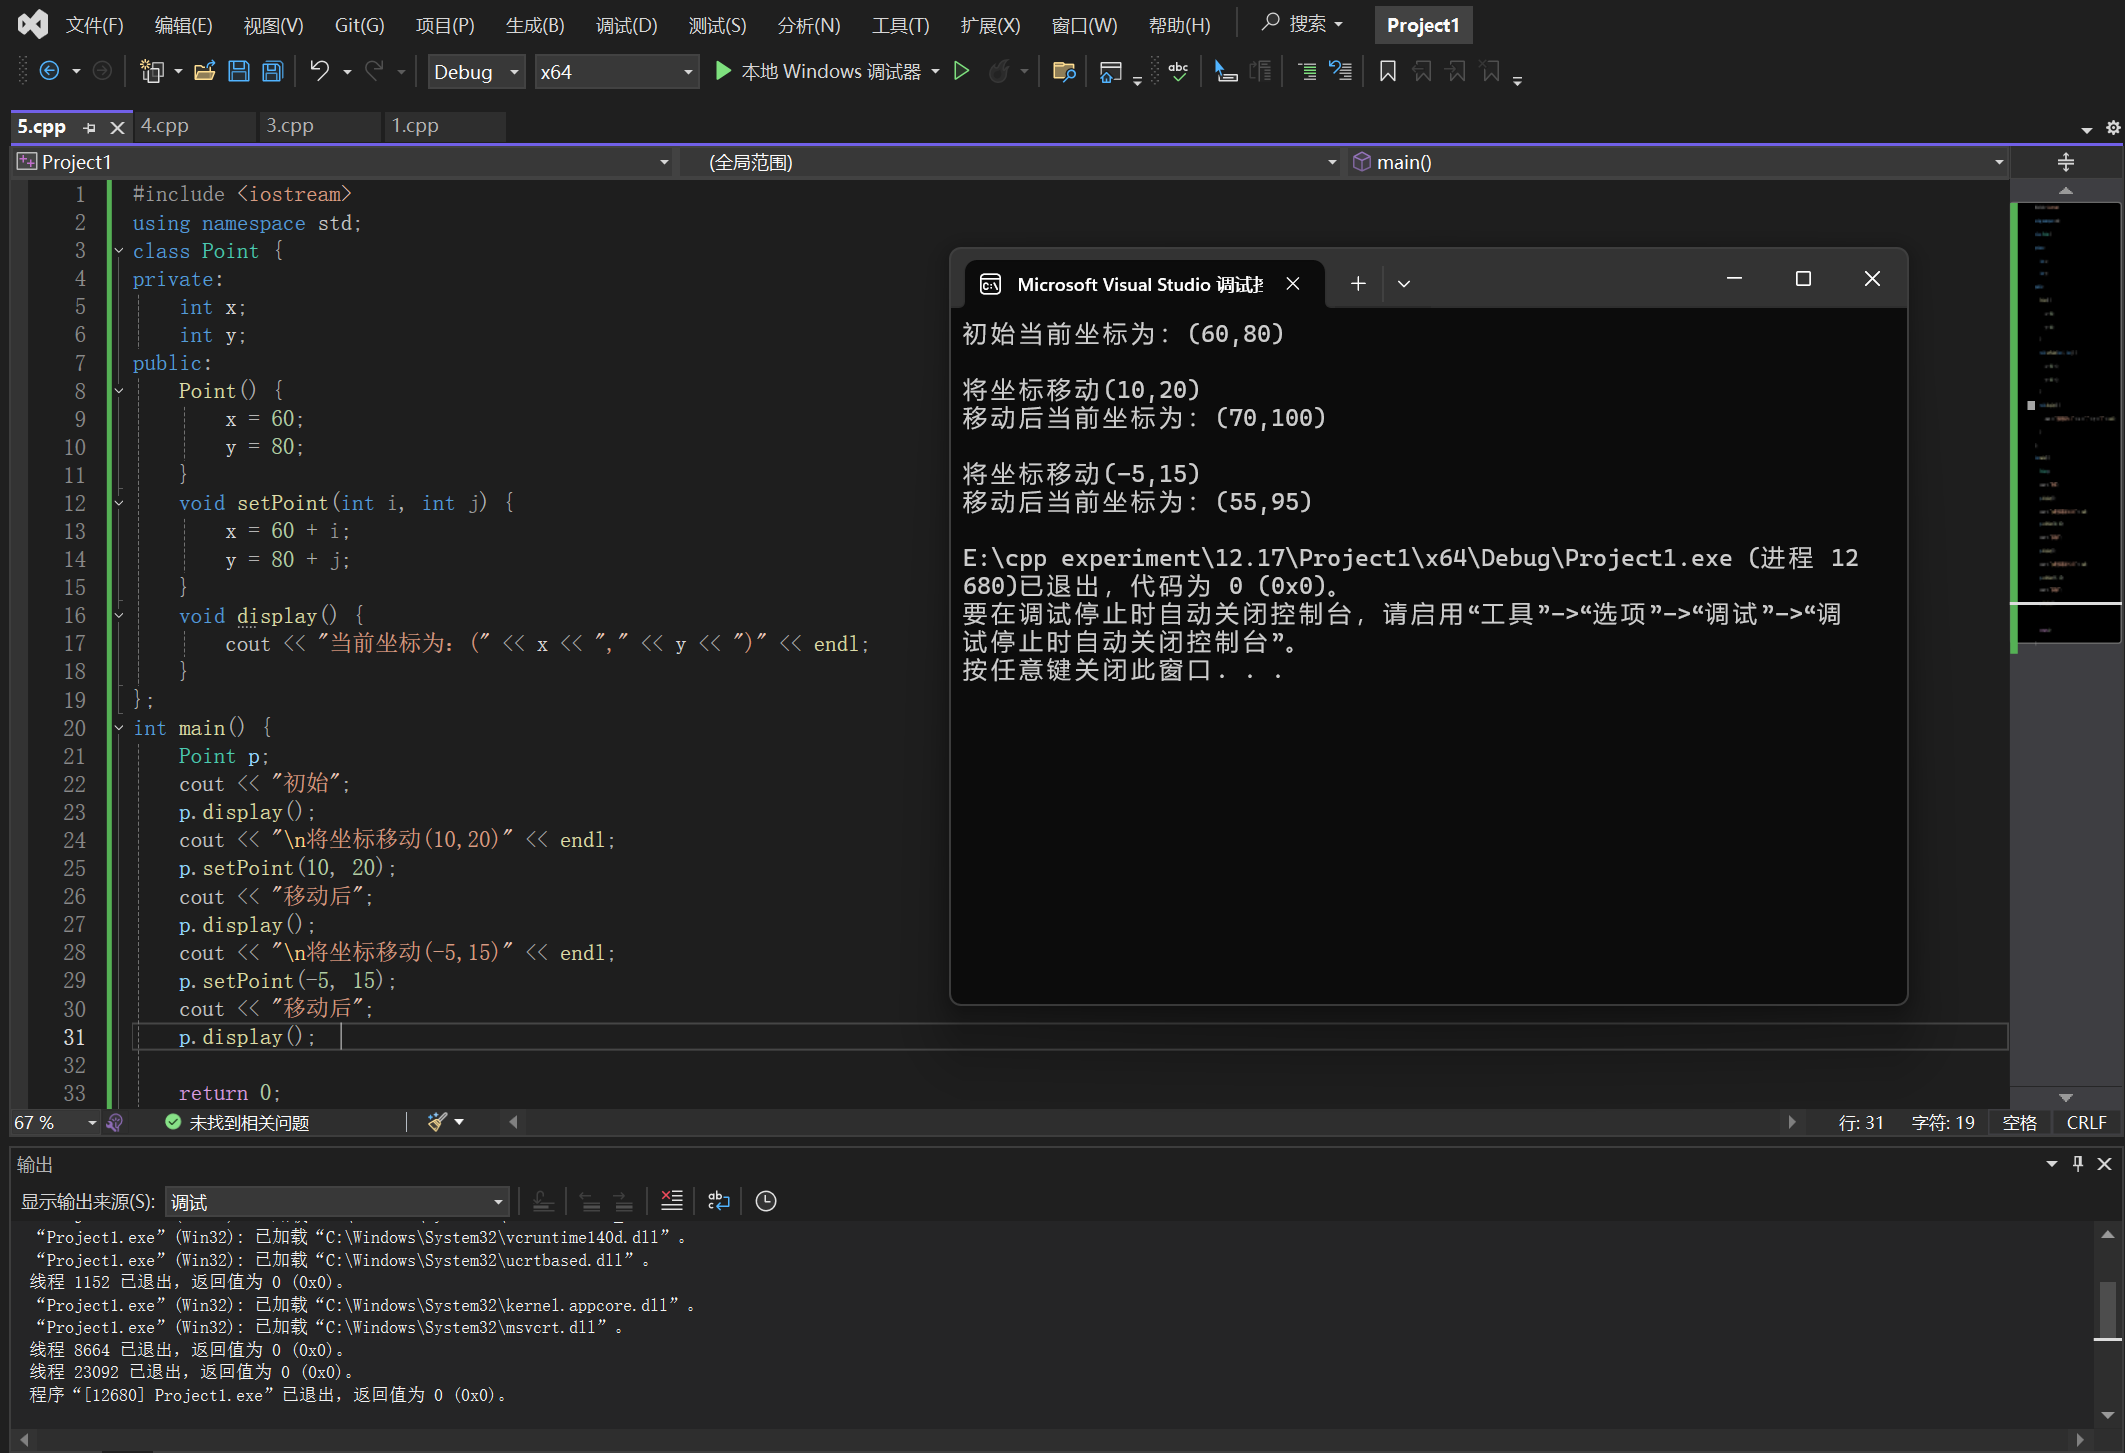 文件(F) 编辑(E) 视图(V) Git(G) 项目(P) 生成(B) 调试(D) 测试(S) 分析(N) 工具(T) 扩展(X) 窗口(W) 帮助(H) 搜索 Project1
Debug x64 本地 Windows 调试器
5.cpp 4.cpp 3.cpp 1.cpp
Project1 (全局范围) main()
1 #include <iostream>
2 using namespace std;
3 class Point {
4 private:
5 int x;
6 int y;
7 public:
8 Point() {
9 x = 60;
10 y = 80;
11 }
12 void setPoint(int i, int j) {
13 x = 60 + i;
14 y = 80 + j;
15 }
16 void display() {
17 cout << "当前坐标为：(" << x << "," << y << ")" << endl;
18 }
19 };
20 int main() {
21 Point p;
22 cout << "初始";
23 p.display();
24 cout << "\n将坐标移动(10,20)" << endl;
25 p.setPoint(10, 20);
26 cout << "移动后";
27 p.display();
28 cout << "\n将坐标移动(-5,15)" << endl;
29 p.setPoint(-5, 15);
30 cout << "移动后";
31 p.display();
32
33 return 0;
Microsoft Visual Studio 调试
初始当前坐标为：(60,80)
将坐标移动(10,20)
移动后当前坐标为：(70,100)
将坐标移动(-5,15)
移动后当前坐标为：(55,95)
E:\cpp experiment\12.17\Project1\x64\Debug\Project1.exe (进程 12
680)已退出，代码为 0 (0x0)。
要在调试停止时自动关闭控制台，请启用“工具”->“选项”->“调试”->“调
试停止时自动关闭控制台”。
按任意键关闭此窗口. . .
67 % 未找到相关问题 行: 31 字符: 19 空格 CRLF
输出
显示输出来源(S): 调试
“Project1.exe”(Win32): 已加载“C:\Windows\System32\vcruntime140d.dll”。
“Project1.exe”(Win32): 已加载“C:\Windows\System32\ucrtbased.dll”。
线程 1152 已退出，返回值为 0 (0x0)。
“Project1.exe”(Win32): 已加载“C:\Windows\System32\kernel.appcore.dll”。
“Project1.exe”(Win32): 已加载“C:\Windows\System32\msvcrt.dll”。
线程 8664 已退出，返回值为 0 (0x0)。
线程 23092 已退出，返回值为 0 (0x0)。
程序“[12680] Project1.exe”已退出，返回值为 0 (0x0)。